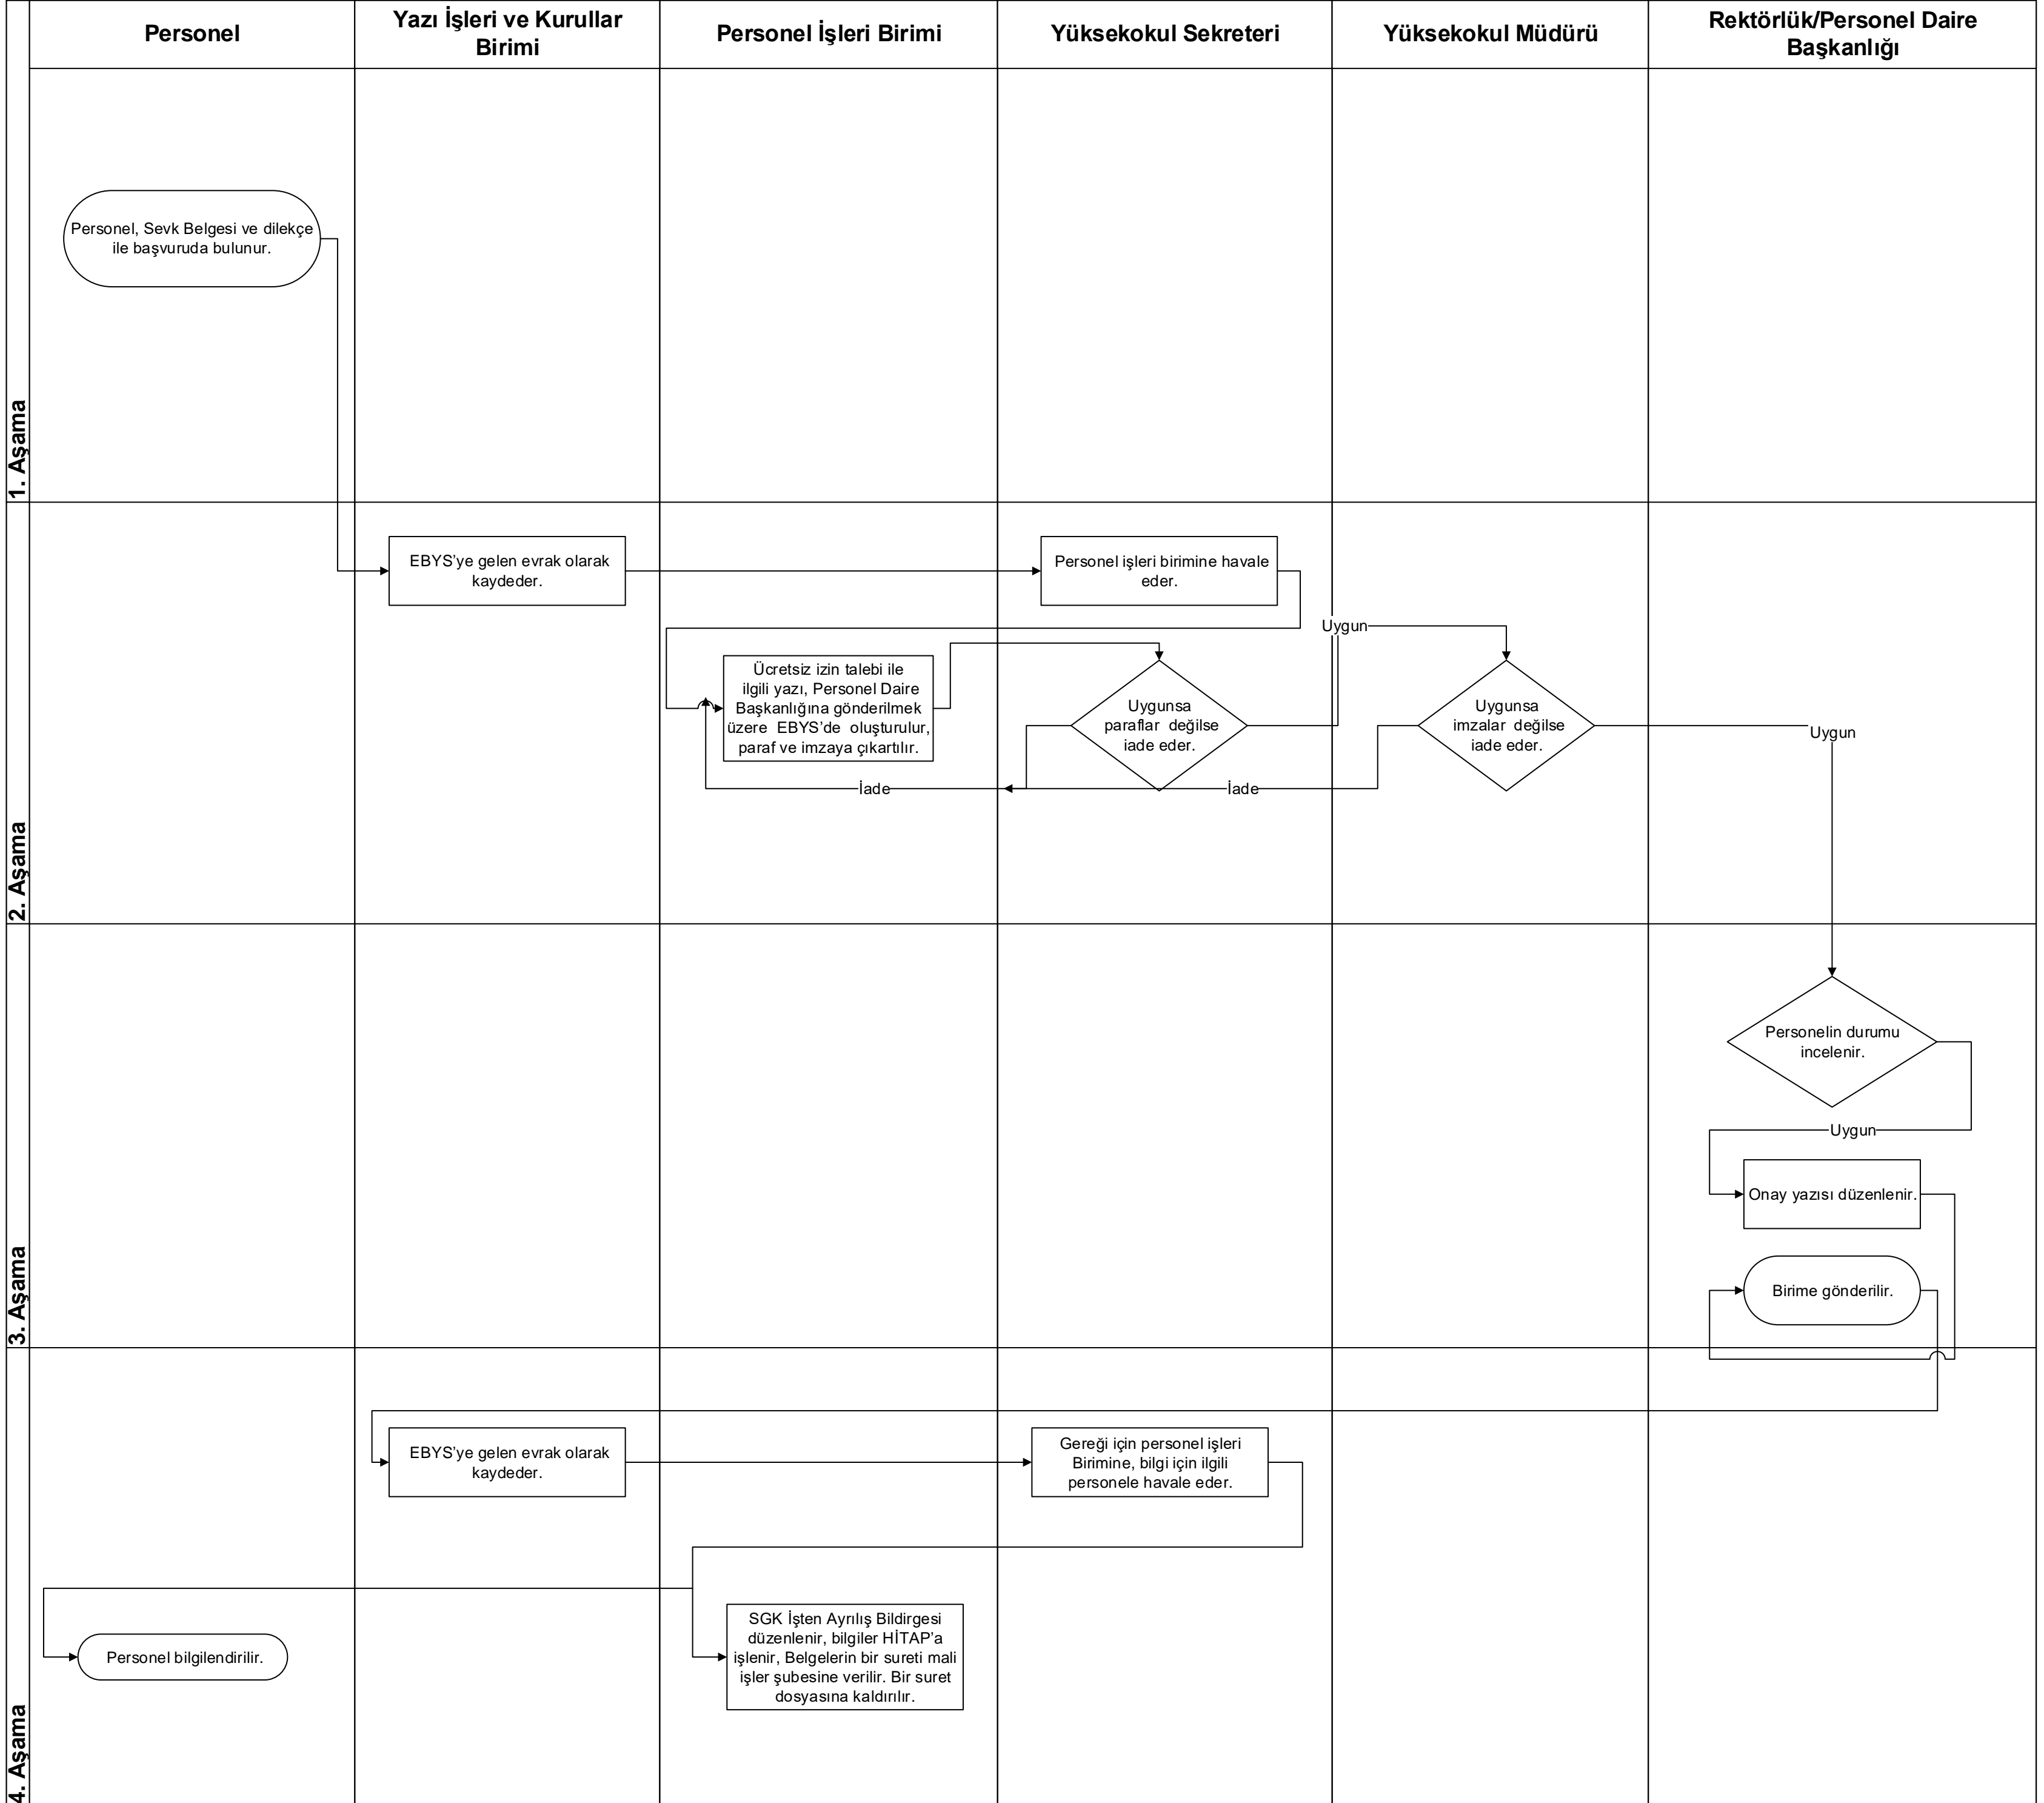 Personel
Yazı İşleri ve Kurullar
Birimi
Personel İşleri Birimi
Yüksekokul Sekreteri
Yüksekokul Müdürü
Rektörlük/Personel Daire
Başkanlığı
1. Aşama
Personel, Sevk Belgesi ve dilekçe
ile başvuruda bulunur.
2. Aşama
EBYS’ye gelen evrak olarak
kaydeder.
Personel işleri birimine havale
eder.
Ücretsiz izin talebi ile
ilgili yazı, Personel Daire
Başkanlığına gönderilmek
üzere EBYS’de oluşturulur,
paraf ve imzaya çıkartılır.
Uygunsa
paraflar değilse
iade eder.
Uygun
Uygunsa
imzalar değilse
iade eder.
Uygun
İade
İade
3. Aşama
Personelin durumu
incelenir.
Uygun
Onay yazısı düzenlenir.
Birime gönderilir.
4. Aşama
EBYS’ye gelen evrak olarak
kaydeder.
Gereği için personel işleri
Birimine, bilgi için ilgili
personele havale eder.
Personel bilgilendirilir.
SGK İşten Ayrılış Bildirgesi
düzenlenir, bilgiler HİTAP’a
işlenir, Belgelerin bir sureti mali
işler şubesine verilir. Bir suret
dosyasına kaldırılır.